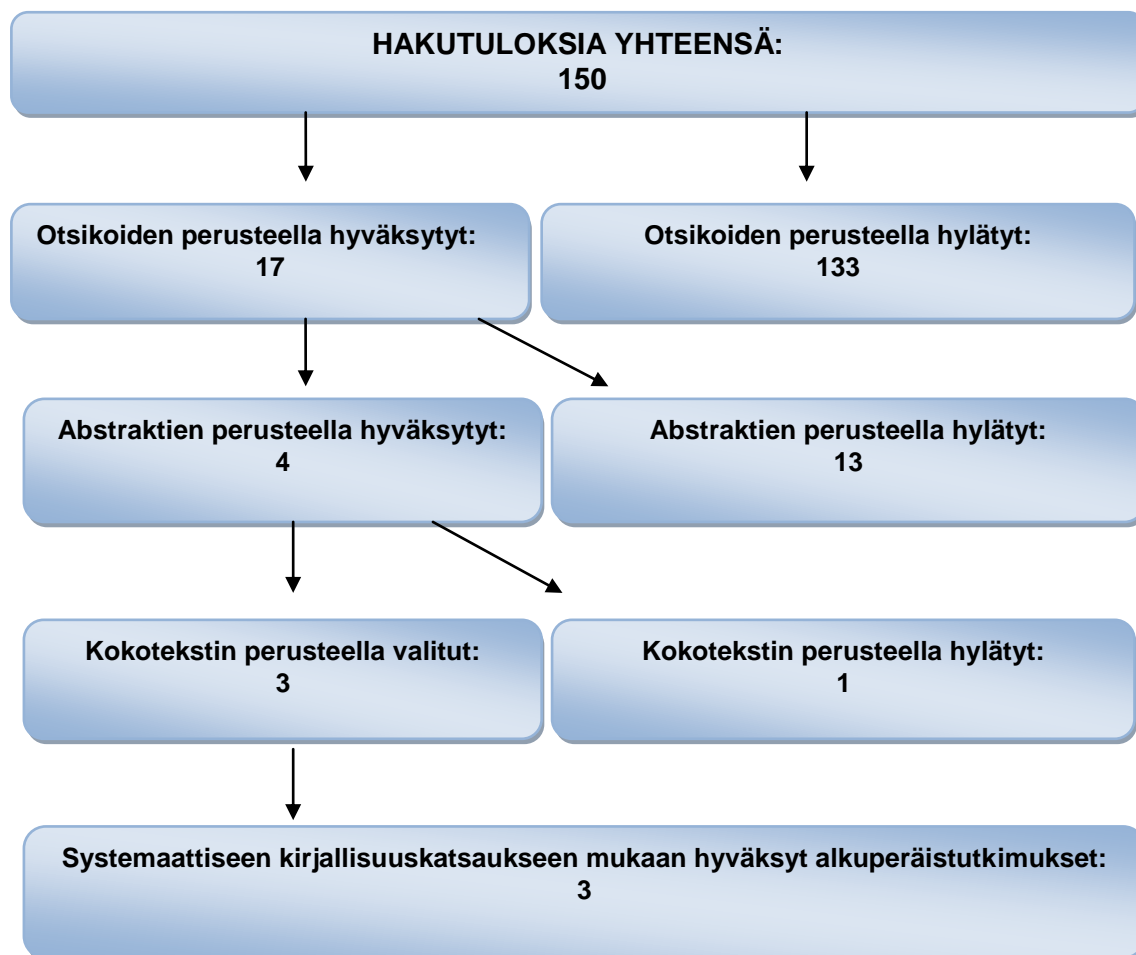 HAKUTULOKSIA YHTEENSÄ:
150
Otsikoiden perusteella hyväksytyt:
17
Otsikoiden perusteella hylätyt:
133
Abstraktien perusteella hyväksytyt:
4
Abstraktien perusteella hylätyt:
13
Kokotekstin perusteella valitut:
3
Kokotekstin perusteella hylätyt:
1
Systemaattiseen kirjallisuuskatsaukseen mukaan hyväksyt alkuperäistutkimukset:
3